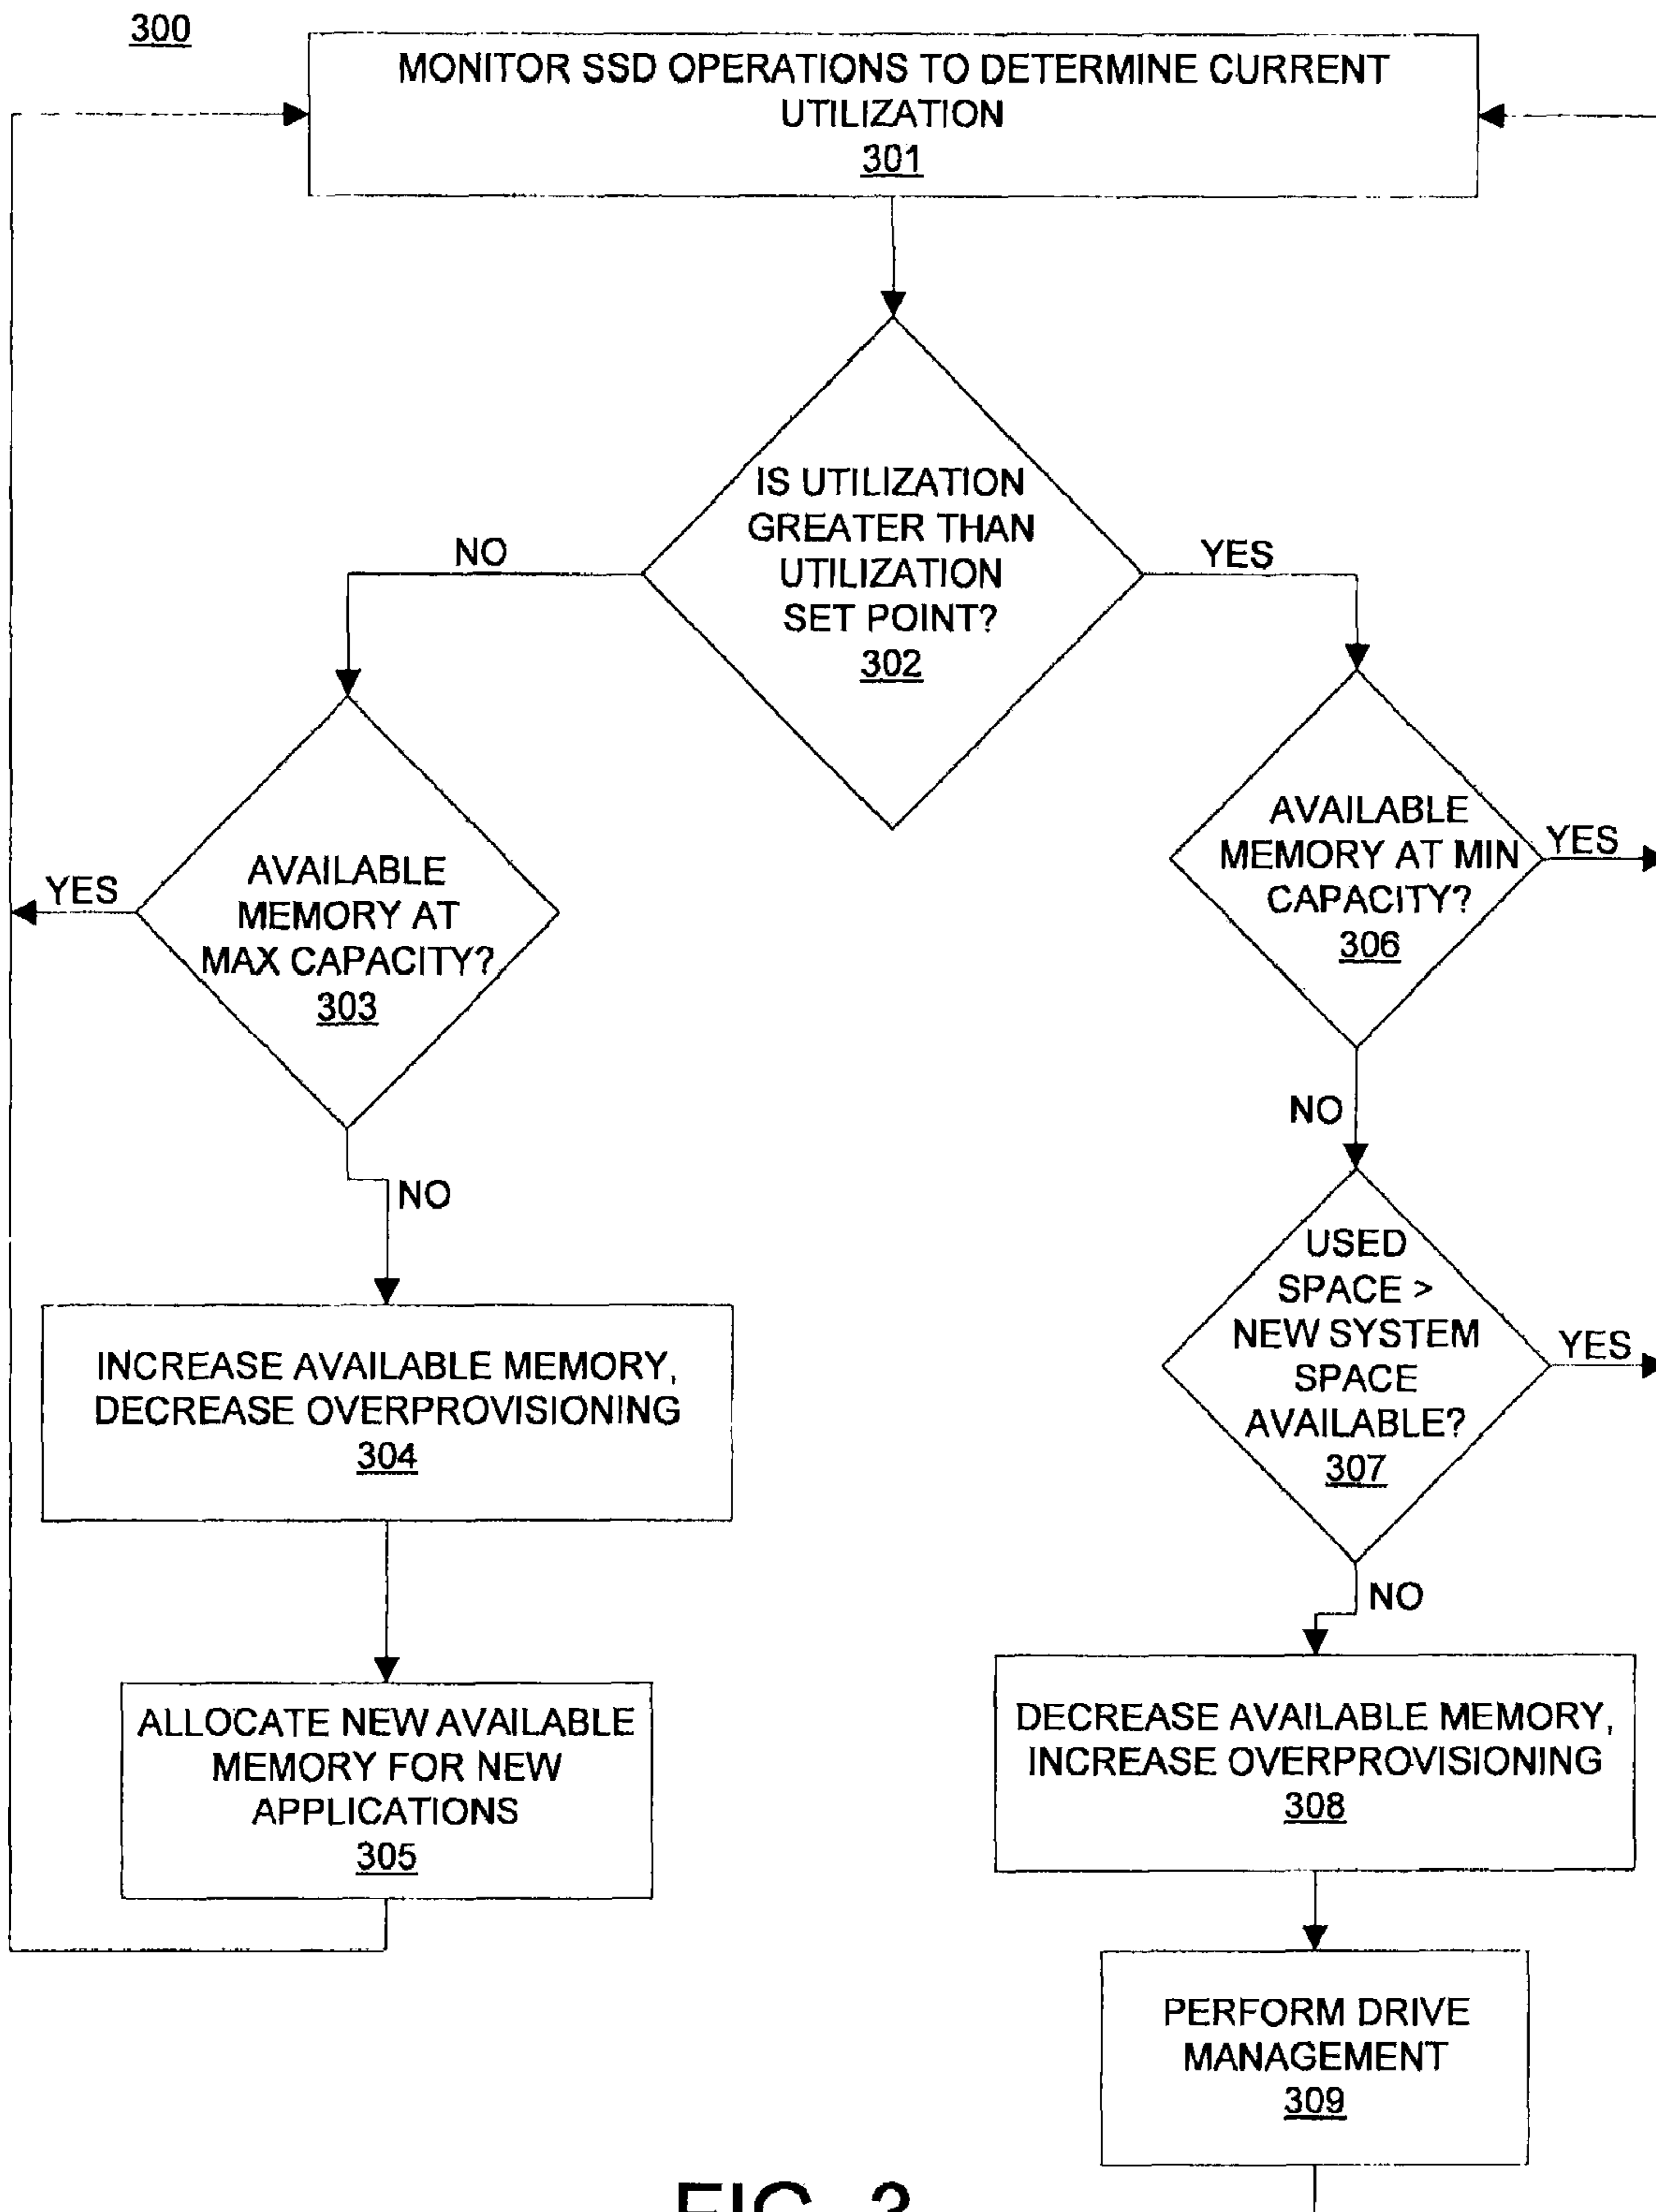 300
MONITOR SSD OPERATIONS TO DETERMINE CURRENT
UTILIZATION
301
IS UTILIZATION
GREATER THAN
UTILIZATION
SET POINT?
302
NO
YES
AVAILABLE
MEMORY AT
MAX CAPACITY?
303
YES
NO
AVAILABLE
MEMORY AT MIN
CAPACITY?
306
YES
NO
USED
SPACE >
NEW SYSTEM
SPACE
AVAILABLE?
307
YES
NO
INCREASE AVAILABLE MEMORY,
DECREASE OVERPROVISIONING
304
ALLOCATE NEW AVAILABLE
MEMORY FOR NEW
APPLICATIONS
305
DECREASE AVAILABLE MEMORY,
INCREASE OVERPROVISIONING
308
PERFORM DRIVE
MANAGEMENT
309
FIG. 3